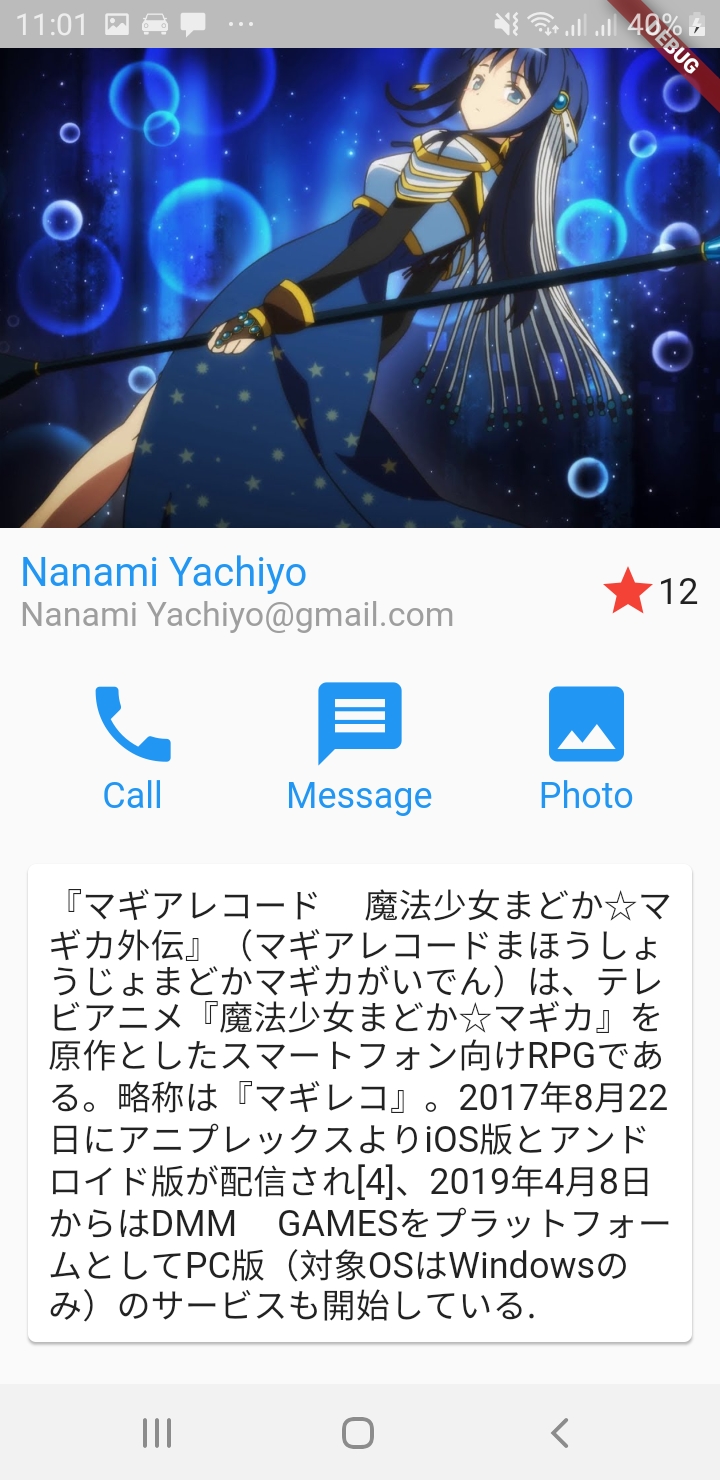 11:01
40%
DEBUG
Nanami Yachiyo
Nanami Yachiyo@gmail.com
12
Call
Message
Photo
『マギアレコード　魔法少女まどか☆マ
ギカ外伝』（マギアレコードまほうしょ
うじょまどかマギカがいでん）は、テレ
ビアニメ『魔法少女まどか☆マギカ』を
原作としたスマートフォン向けRPGであ
る。略称は『マギレコ』。2017年8月22
日にアニプレックスよりiOS版とアンド
ロイド版が配信され[4]、2019年4月8日
からはDMM　GAMESをプラットフォー
ムとしてPC版（対象OSはWindowsの
み）のサービスも開始している.